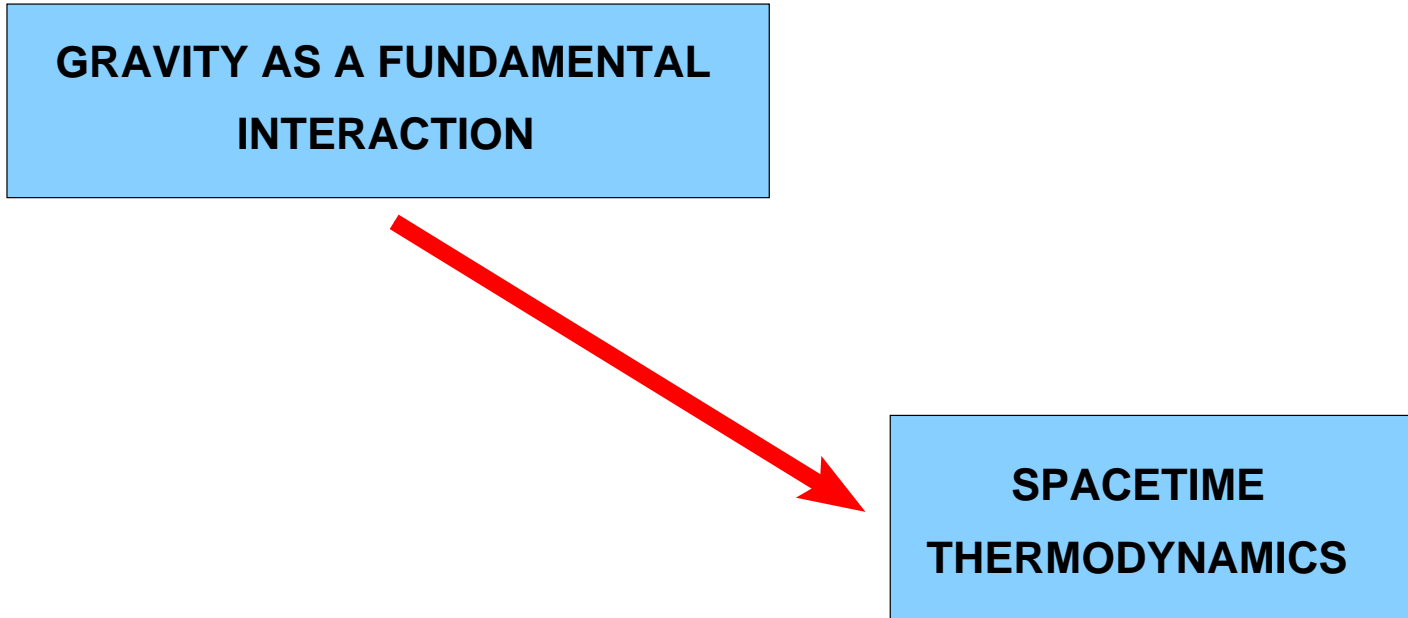 GRAVITY AS A FUNDAMENTAL
INTERACTION
SPACETIME
THERMODYNAMICS